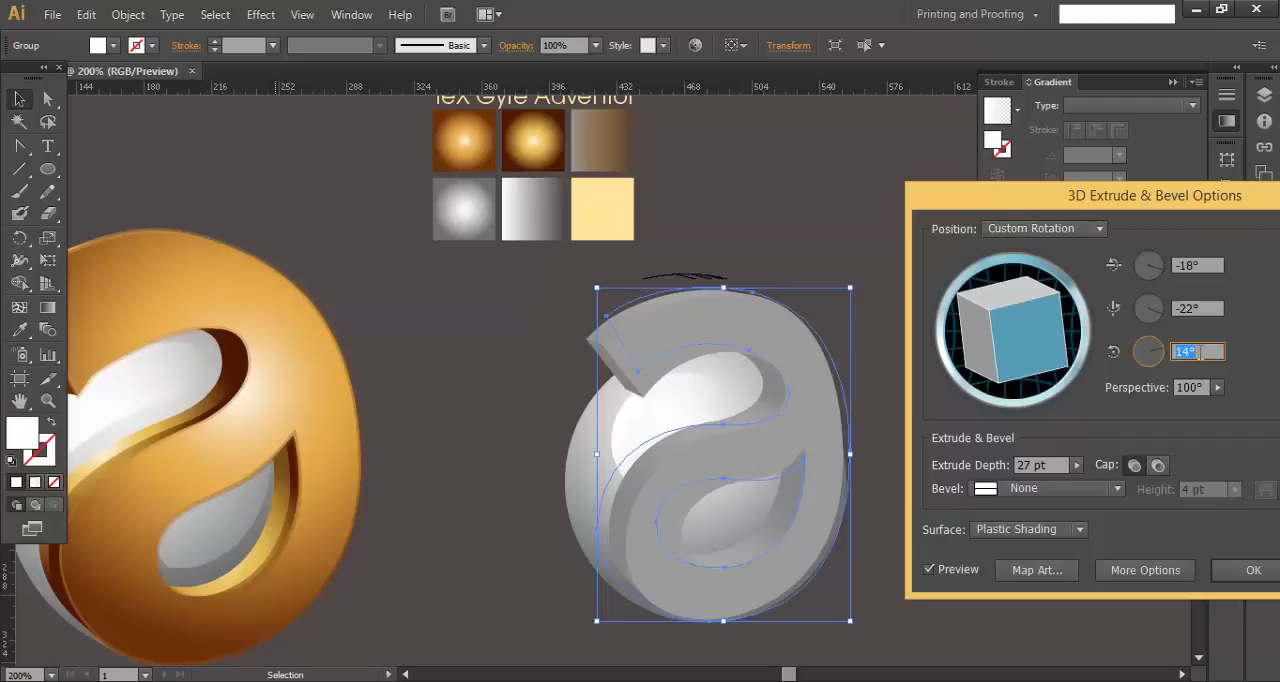 Ai File Edit Object Type Select Effect View Window Help Br Printing and Proofing
Group Stroke: Basic Opacity: 100% Style: Transform
@ 200% (RGB/Preview) ×
144 180 216 252 288 324 360 396 432 468 504 540 576 612
TeX Gyre Adventor
Stroke Gradient
Type:
Stroke:
3D Extrude & Bevel Options
Position: Custom Rotation
-18°
-22°
14°
Perspective: 100°
Extrude & Bevel
Extrude Depth: 27 pt Cap:
Bevel: None Height: 4 pt
Surface: Plastic Shading
Preview Map Art... More Options OK
200% 1 Selection